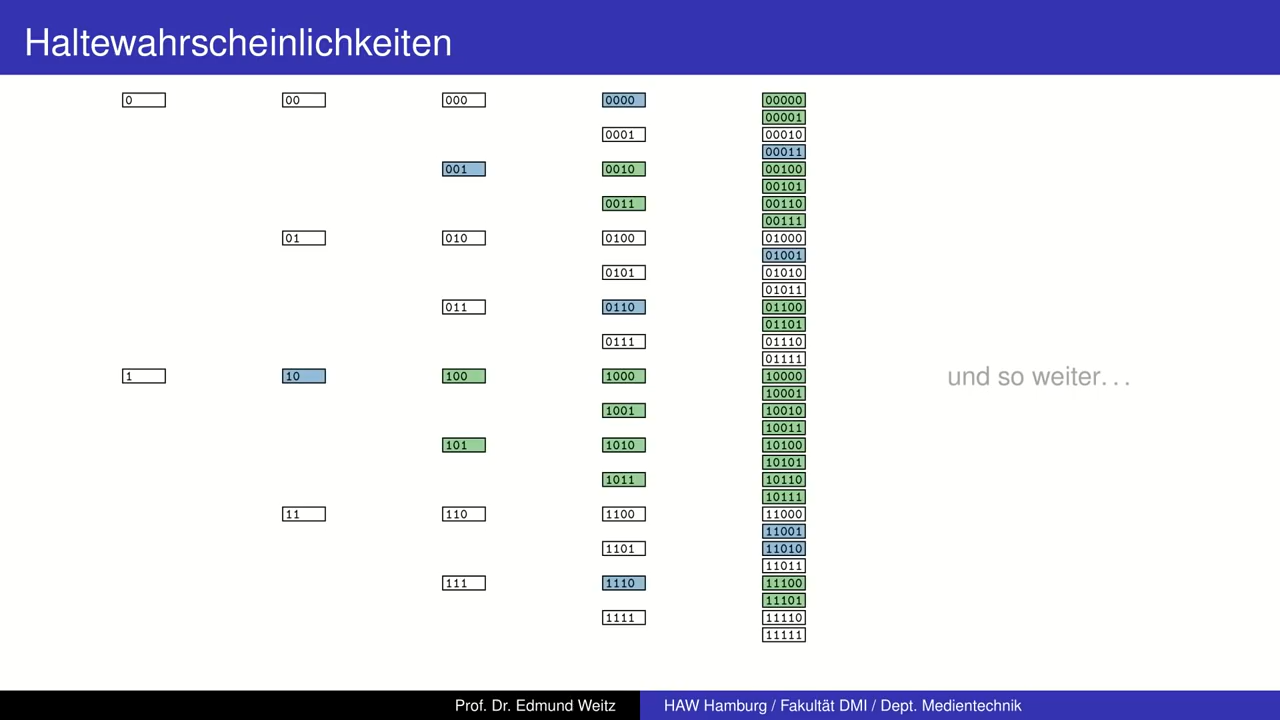 Haltewahrscheinlichkeiten
0 00 000 0000 00000
00001
0001 00010
00011
001 0010 00100
00101
0011 00110
00111
01 010 0100 01000
01001
0101 01010
01011
011 0110 01100
01101
0111 01110
01111
1 10 100 1000 10000 und so weiter...
10001
1001 10010
10011
101 1010 10100
10101
1011 10110
10111
11 110 1100 11000
11001
1101 11010
11011
111 1110 11100
11101
1111 11110
11111
Prof. Dr. Edmund Weitz HAW Hamburg / Fakultät DMI / Dept. Medientechnik